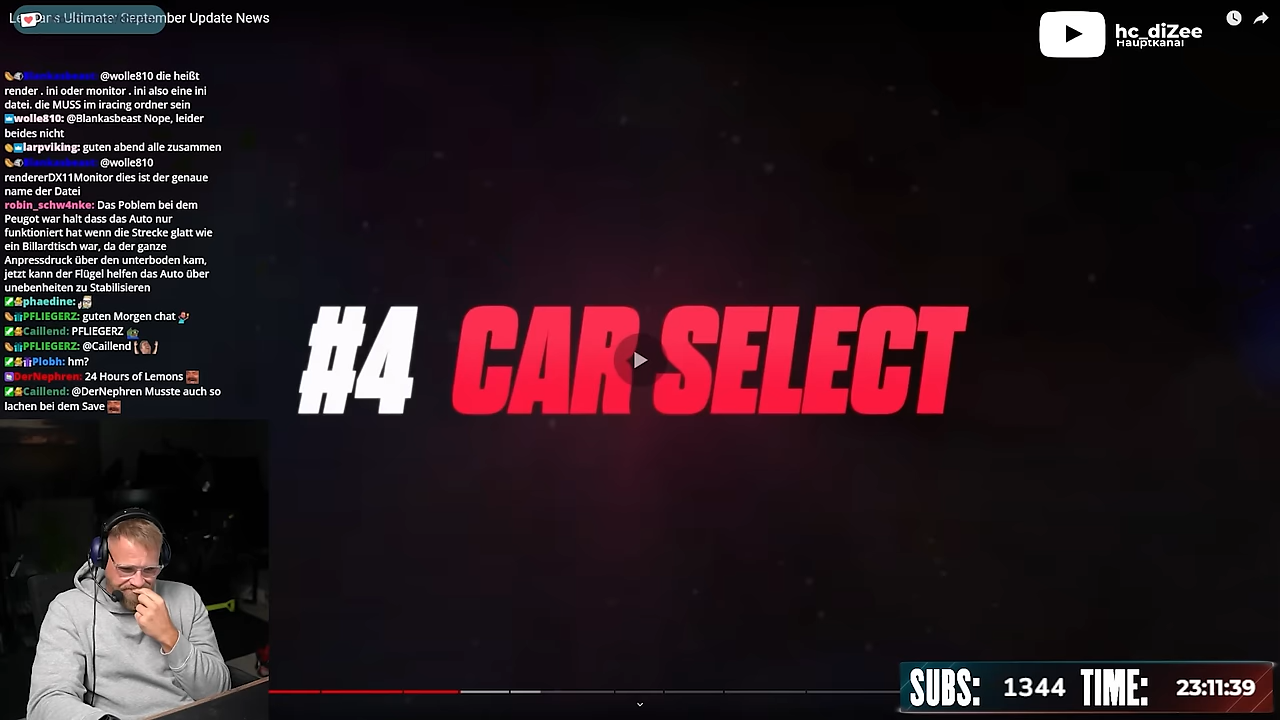 Ultimate: September Update News
hc_diZee
Hauptkanal
@wolle810 die heißt
render . ini oder monitor . ini also eine ini
datei. die MUSS im iracing ordner sein
wolle810: @Blankasbeast Nope, leider
beides nicht
larpviking: guten abend alle zusammen
Blankasbeast: @wolle810
rendererDX11Monitor dies ist der genaue
name der Datei
robin_schw4nke: Das Poblem bei dem
Peugot war halt dass das Auto nur
funktioniert hat wenn die Strecke glatt wie
ein Billardtisch war, da der ganze
Anpressdruck über den unterboden kam,
jetzt kann der Flügel helfen das Auto über
unebenheiten zu Stabilisieren
phaedine:
PFLIEGERZ: guten Morgen chat
Caillend: PFLIEGERZ
PFLIEGERZ: @Caillend
Plobh: hm?
DerNephren: 24 Hours of Lemons
Caillend: @DerNephren Musste auch so
lachen bei dem Save
#4 CAR SELECT
SUBS: 1344 TIME: 23:11:39